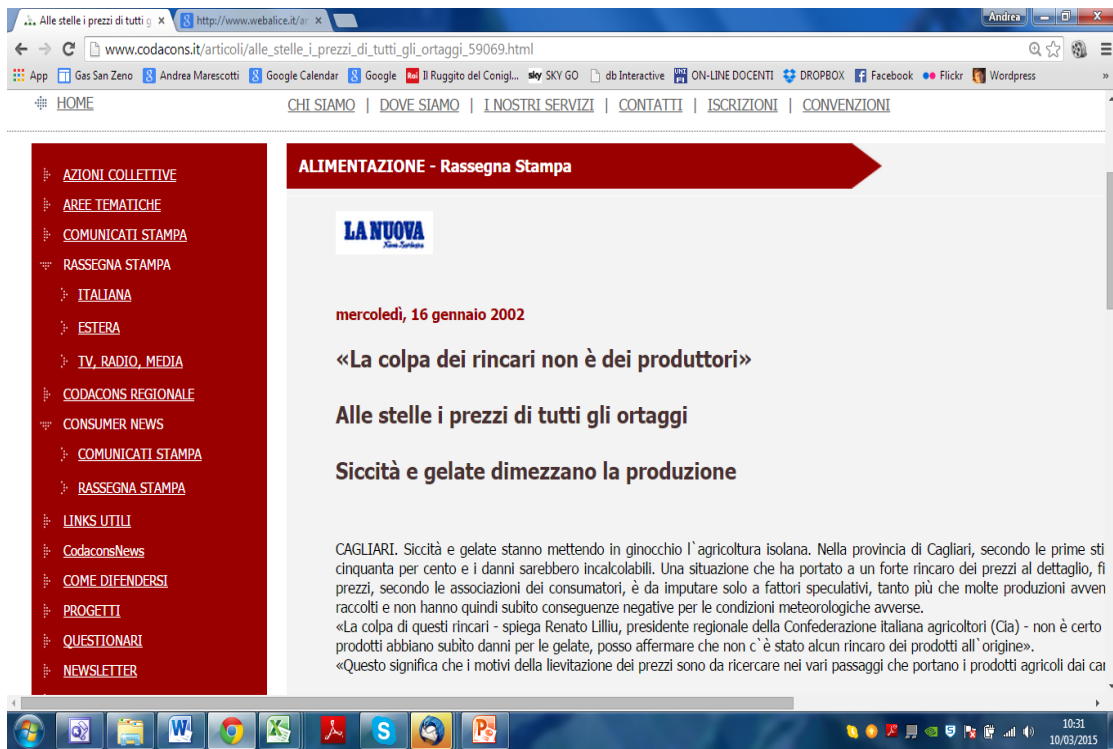 Alle stelle i prezzi di tutti g
http://www.webalice.it/ar
Andrea
www.codacons.it/articoli/alle_stelle_i_prezzi_di_tutti_gli_ortaggi_59069.html
App Gas San Zeno Andrea Marescotti Google Calendar Google Il Ruggito del Conigl... sky SKY GO db Interactive ON-LINE DOCENTI DROPBOX Facebook Flickr Wordpress »
HOME
CHI SIAMO | DOVE SIAMO | I NOSTRI SERVIZI | CONTATTI | ISCRIZIONI | CONVENZIONI
AZIONI COLLETTIVE
AREE TEMATICHE
COMUNICATI STAMPA
RASSEGNA STAMPA
ITALIANA
ESTERA
TV, RADIO, MEDIA
CODACONS REGIONALE
CONSUMER NEWS
COMUNICATI STAMPA
RASSEGNA STAMPA
LINKS UTILI
CodaconsNews
COME DIFENDERSI
PROGETTI
QUESTIONARI
NEWSLETTER
ALIMENTAZIONE - Rassegna Stampa
LA NUOVA
mercoledì, 16 gennaio 2002
«La colpa dei rincari non è dei produttori»
Alle stelle i prezzi di tutti gli ortaggi
Siccità e gelate dimezzano la produzione
CAGLIARI. Siccità e gelate stanno mettendo in ginocchio l`agricoltura isolana. Nella provincia di Cagliari, secondo le prime sti
cinquanta per cento e i danni sarebbero incalcolabili. Una situazione che ha portato a un forte rincaro dei prezzi al dettaglio, fi
prezzi, secondo le associazioni dei consumatori, è da imputare solo a fattori speculativi, tanto più che molte produzioni avven
raccolti e non hanno quindi subito conseguenze negative per le condizioni meteorologiche avverse.
«La colpa di questi rincari - spiega Renato Lilliu, presidente regionale della Confederazione italiana agricoltori (Cia) - non è certo
prodotti abbiano subìto danni per le gelate, posso affermare che non c`è stato alcun rincaro dei prodotti all`origine».
«Questo significa che i motivi della lievitazione dei prezzi sono da ricercare nei vari passaggi che portano i prodotti agricoli dai car
10:31
10/03/2015